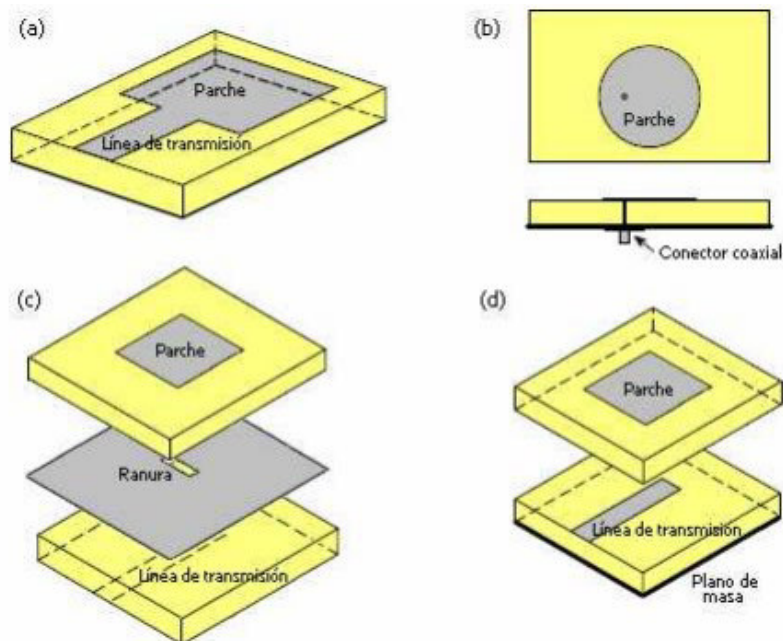 (a)
Parche
Línea de transmisión
(b)
Parche
Conector coaxial
(c)
Parche
Ranura
Línea de transmisión
(d)
Parche
Línea de transmisión
Plano de
masa